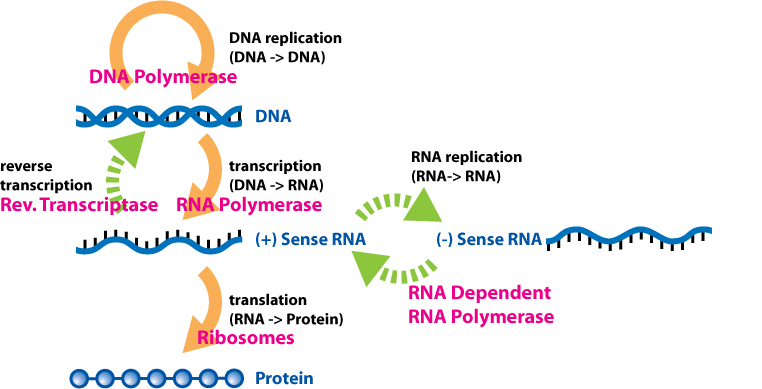 DNA replication
(DNA -> DNA)
DNA Polymerase
DNA
reverse
transcription
Rev. Transcriptase
transcription
(DNA -> RNA)
RNA Polymerase
RNA replication
(RNA-> RNA)
(+) Sense RNA
(-) Sense RNA
RNA Dependent
RNA Polymerase
translation
(RNA -> Protein)
Ribosomes
Protein